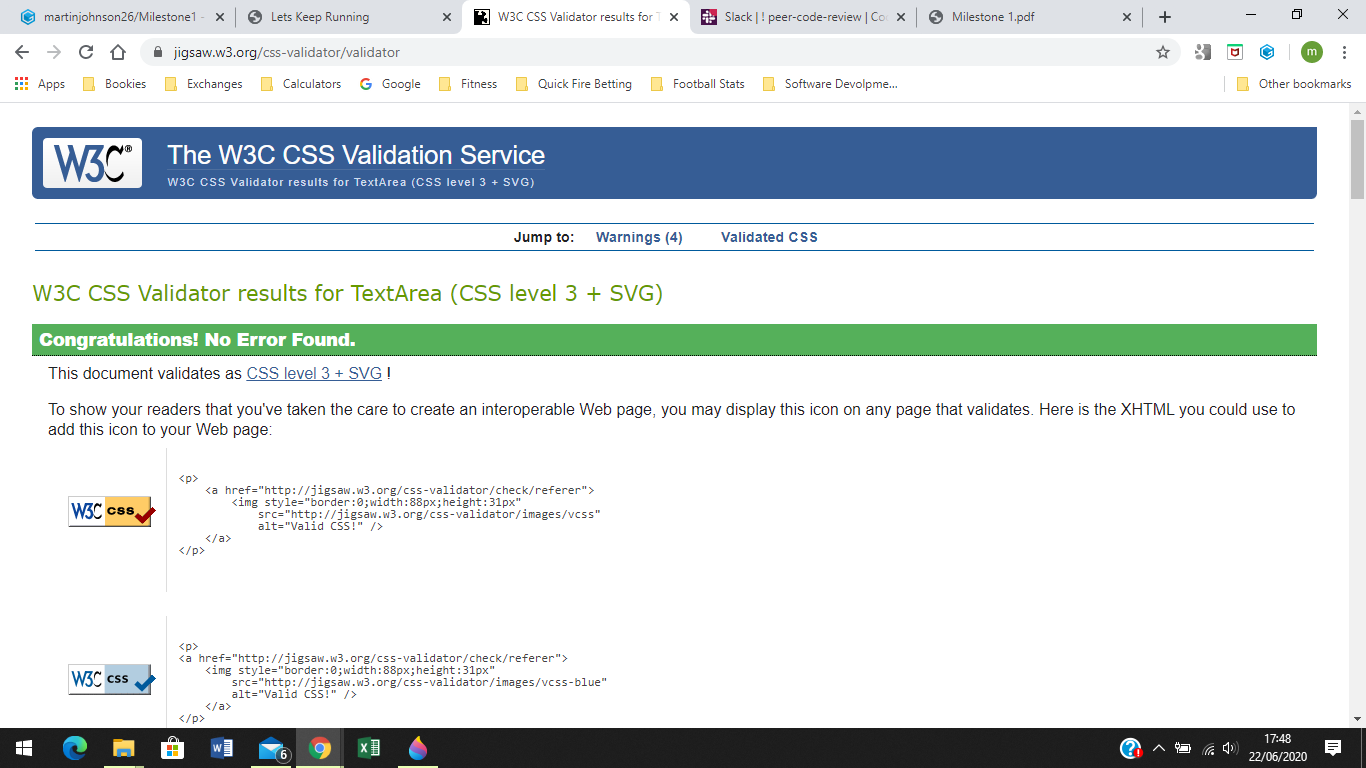 martinjohnson26/Milestone1 -
Lets Keep Running
W3C CSS Validator results for T
Slack | ! peer-code-review | Co
Milestone 1.pdf
jigsaw.w3.org/css-validator/validator
m
Apps
Bookies
Exchanges
Calculators
Google
Fitness
Quick Fire Betting
Football Stats
Software Devolpme...
Other bookmarks
W3C®
The W3C CSS Validation Service
W3C CSS Validator results for TextArea (CSS level 3 + SVG)
Jump to: Warnings (4) Validated CSS
W3C CSS Validator results for TextArea (CSS level 3 + SVG)
Congratulations! No Error Found.
This document validates as CSS level 3 + SVG !
To show your readers that you've taken the care to create an interoperable Web page, you may display this icon on any page that validates. Here is the XHTML you could use to
add this icon to your Web page:
W3C css
<p>
<a href="http://jigsaw.w3.org/css-validator/check/referer">
<img style="border:0;width:88px;height:31px"
src="http://jigsaw.w3.org/css-validator/images/vcss"
alt="Valid CSS!" />
</a>
</p>
W3C css
<p>
<a href="http://jigsaw.w3.org/css-validator/check/referer">
<img style="border:0;width:88px;height:31px"
src="http://jigsaw.w3.org/css-validator/images/vcss-blue"
alt="Valid CSS!" />
</a>
</p>
6
17:48
22/06/2020